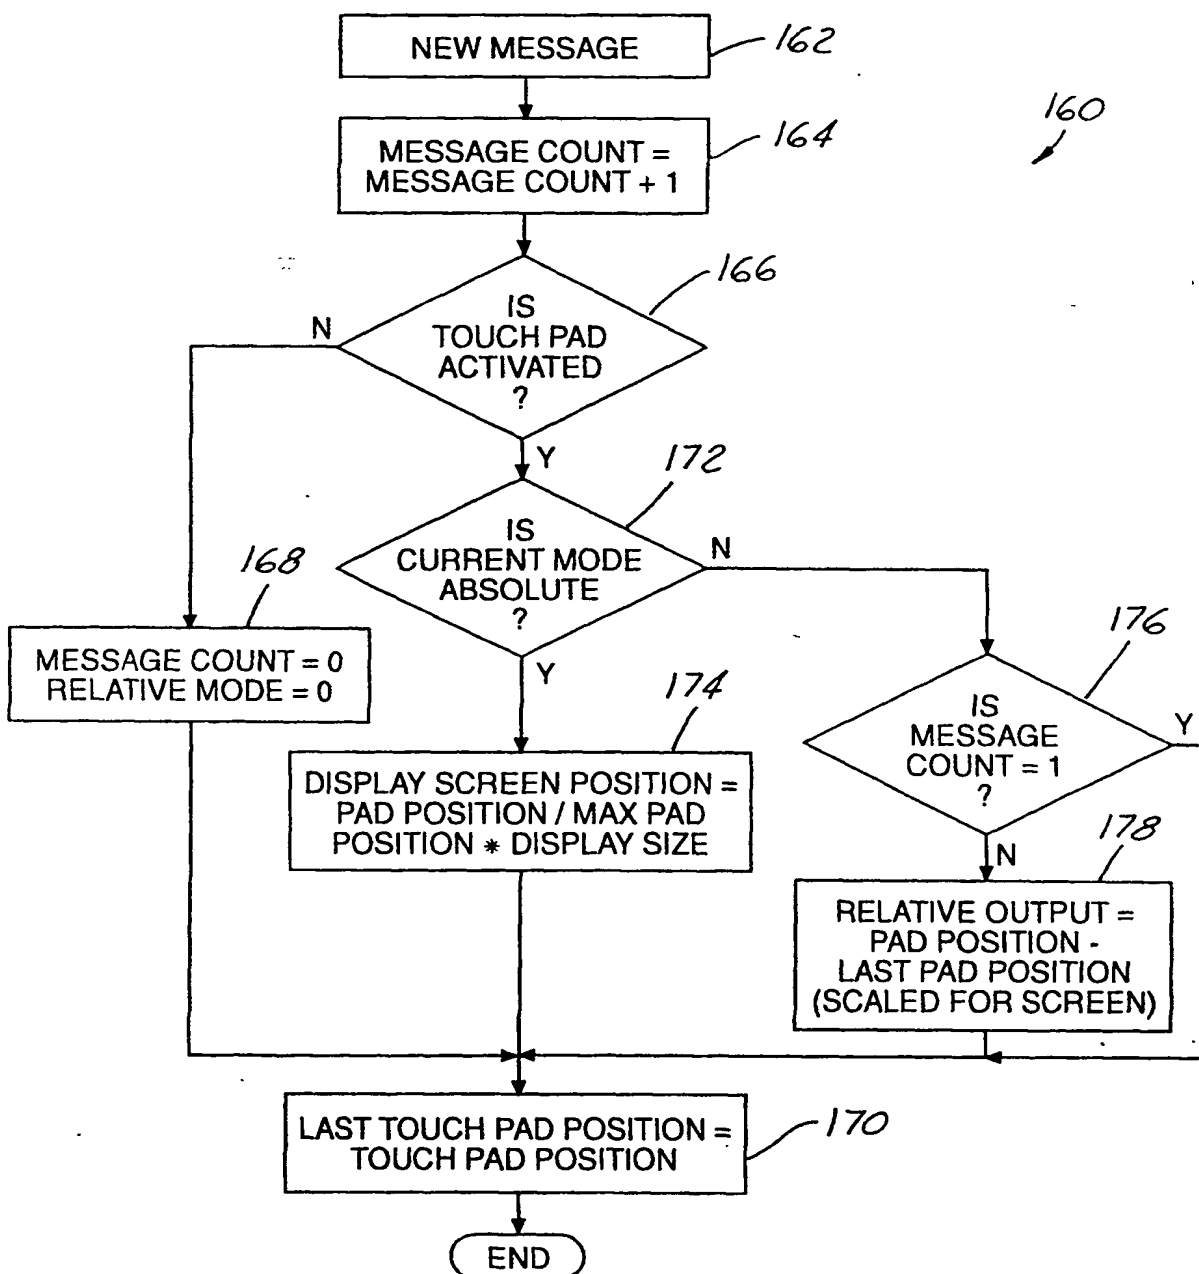 NEW MESSAGE
162
160
MESSAGE COUNT =
MESSAGE COUNT + 1
164
IS
TOUCH PAD
ACTIVATED
?
166
N
Y
172
IS
CURRENT MODE
ABSOLUTE
?
N
Y
168
MESSAGE COUNT = 0
RELATIVE MODE = 0
174
DISPLAY SCREEN POSITION =
PAD POSITION / MAX PAD
POSITION * DISPLAY SIZE
176
IS
MESSAGE
COUNT = 1
?
Y
N
178
RELATIVE OUTPUT =
PAD POSITION -
LAST PAD POSITION
(SCALED FOR SCREEN)
LAST TOUCH PAD POSITION =
TOUCH PAD POSITION
170
END